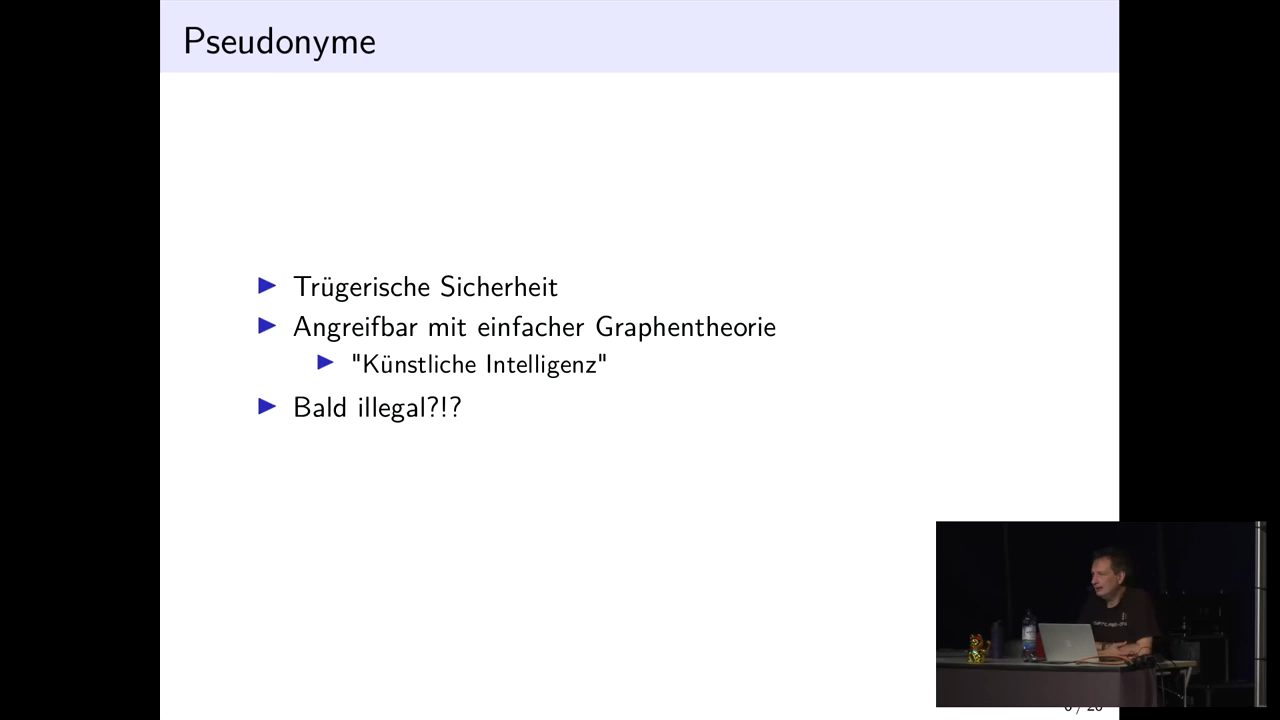 Pseudonyme
Trügerische Sicherheit
Angreifbar mit einfacher Graphentheorie
"Künstliche Intelligenz"
Bald illegal?!?